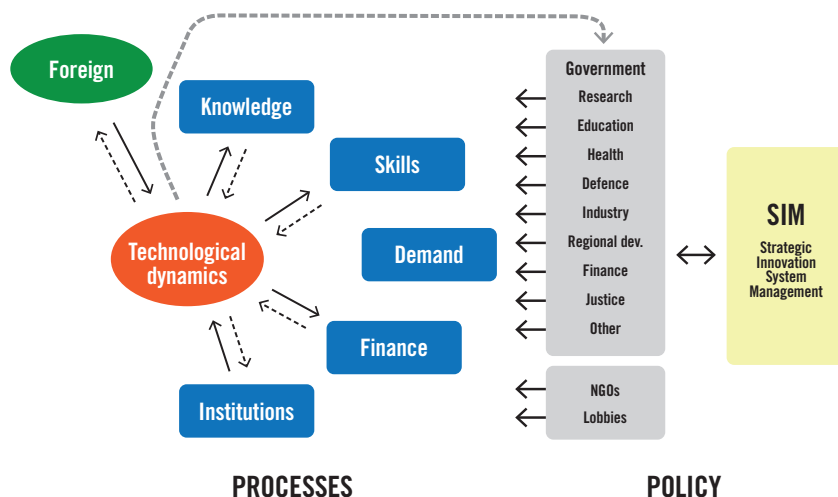 Foreign
Knowledge
Skills
Technological
dynamics
Demand
Finance
Institutions
Government
Research
Education
Health
Defence
Industry
Regional dev.
Finance
Justice
Other
NGOs
Lobbies
SIM
Strategic
Innovation
System
Management
PROCESSES
POLICY